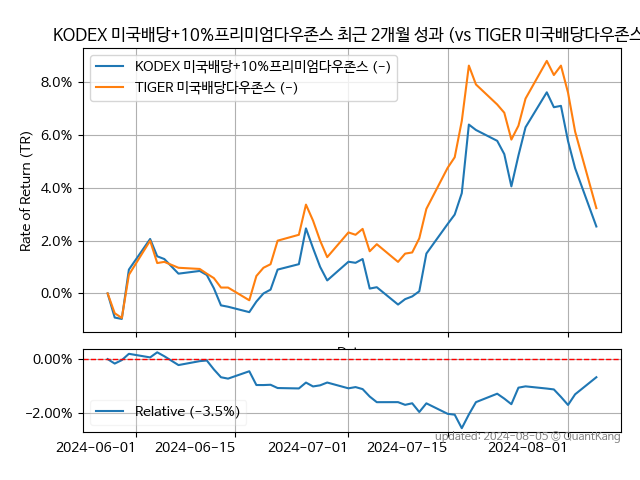 KODEX 미국배당+10%프리미엄다우존스 최근 2개월 성과 (vs TIGER 미국배당다우존스
KODEX 미국배당+10%프리미엄다우존스 (-)
TIGER 미국배당다우존스 (-)
Rate of Return (TR)
8.0%
6.0%
4.0%
2.0%
0.0%
0.00%
-2.00%
Relative (-3.5%)
updated: 2024-08-05 © QuantKang
2024-06-01 2024-06-15 2024-07-01 2024-07-15 2024-08-01